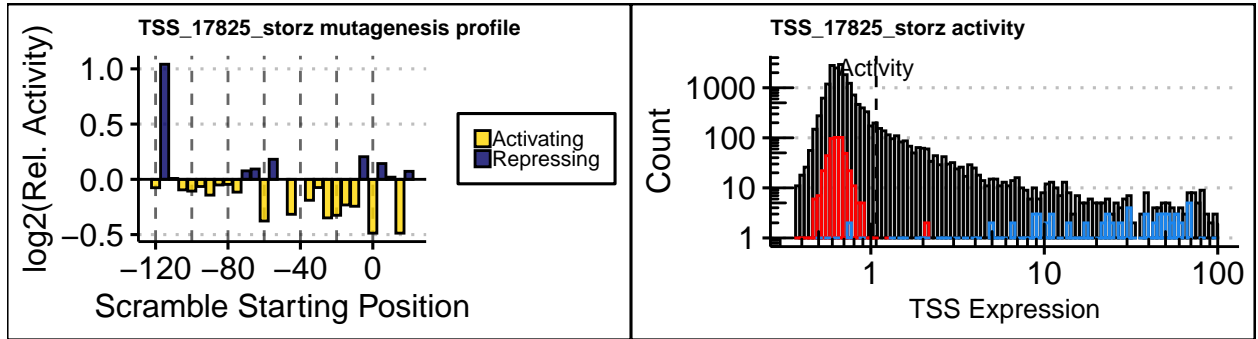 TSS_17825_storz mutagenesis profile
log2(Rel. Activity)
1.0
0.5
0.0
−0.5
−120
−80
−40
0
Scramble Starting Position
Activating
Repressing
TSS_17825_storz activity
Activity
Count
1000
100
10
1
1
10
100
TSS Expression